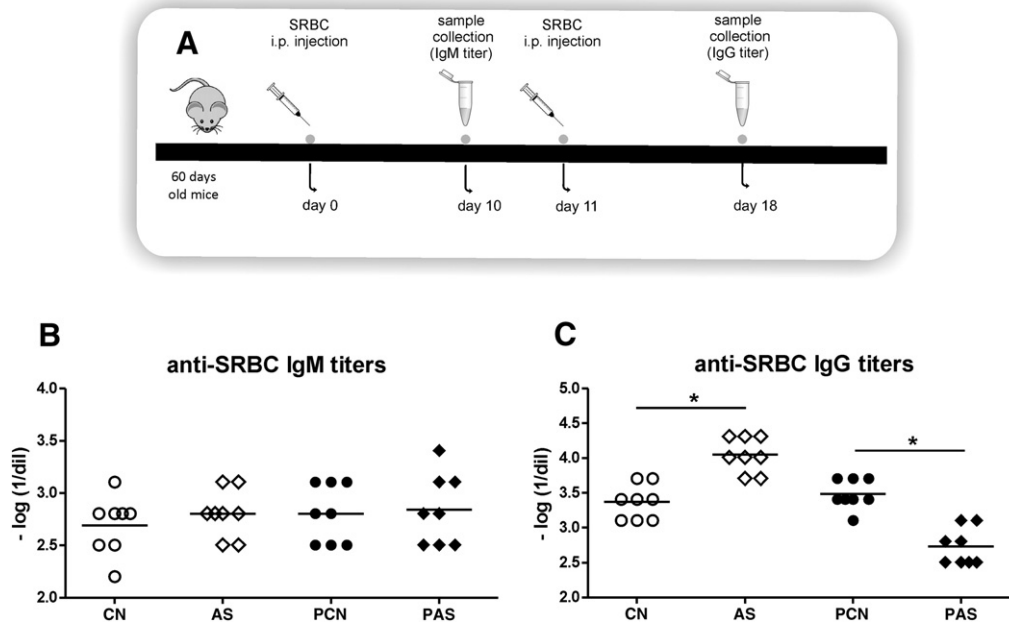 A
SRBC
i.p. injection
sample
collection
(IgM titer)
SRBC
i.p. injection
sample
collection
(IgG titer)
60 days
old mice
day 0
day 10
day 11
day 18
B
anti-SRBC IgM titers
- log (1/dil)
4.0
3.5
3.0
2.5
2.0
CN AS PCN PAS
C
anti-SRBC IgG titers
- log (1/dil)
5.0
4.5
4.0
3.5
3.0
2.5
2.0
*
*
CN AS PCN PAS